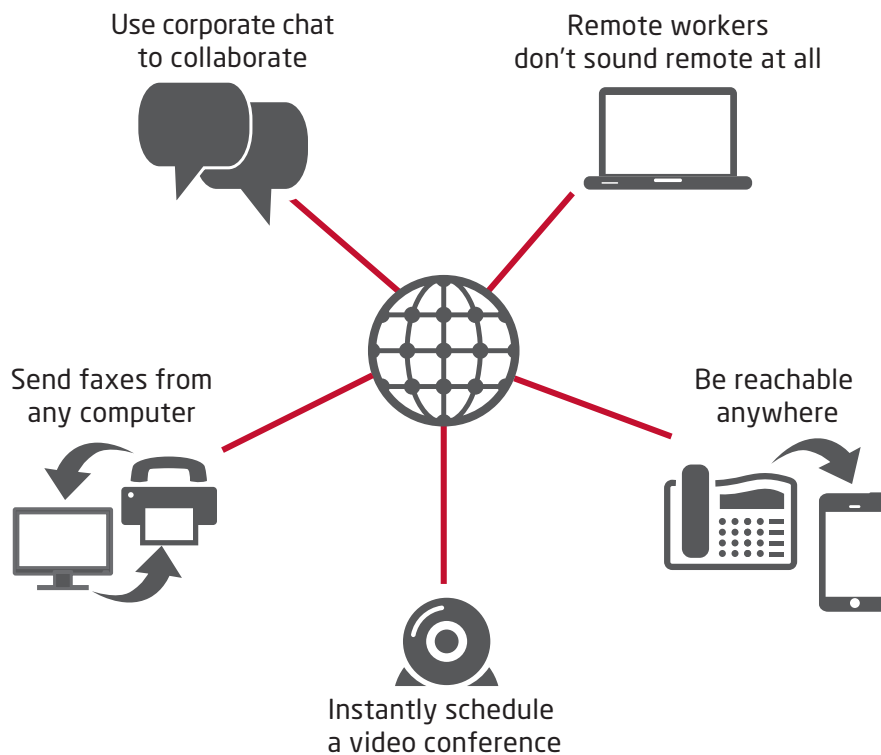 Use corporate chat
to collaborate
Remote workers
don't sound remote at all
Send faxes from
any computer
Be reachable
anywhere
Instantly schedule
a video conference